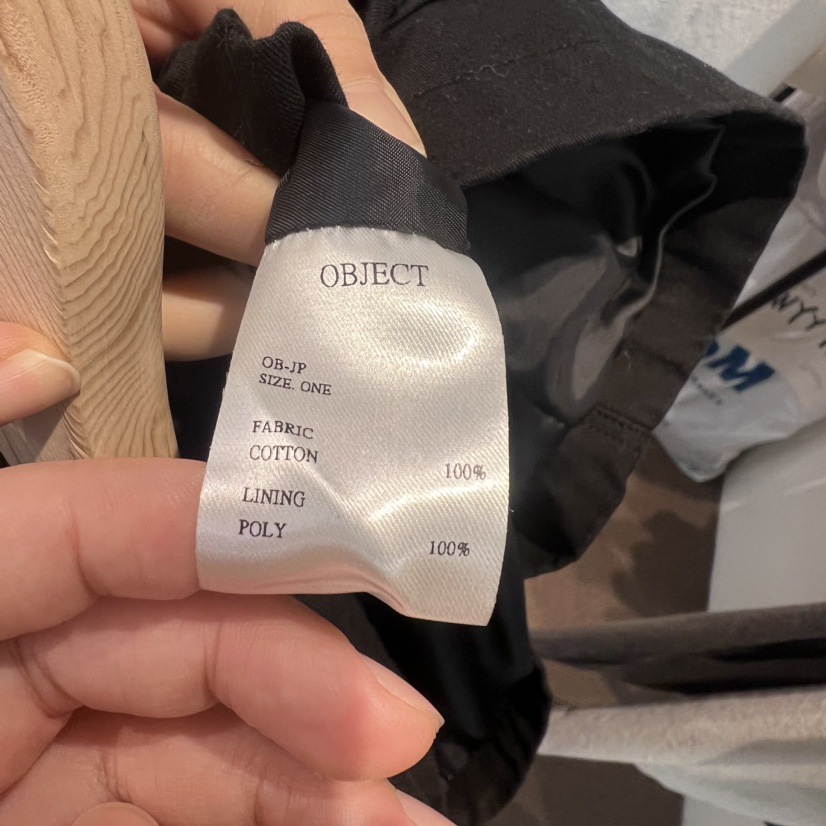 OBJECT
OB-JP
SIZE. ONE
FABRIC
COTTON 100%
LINING
POLY 100%